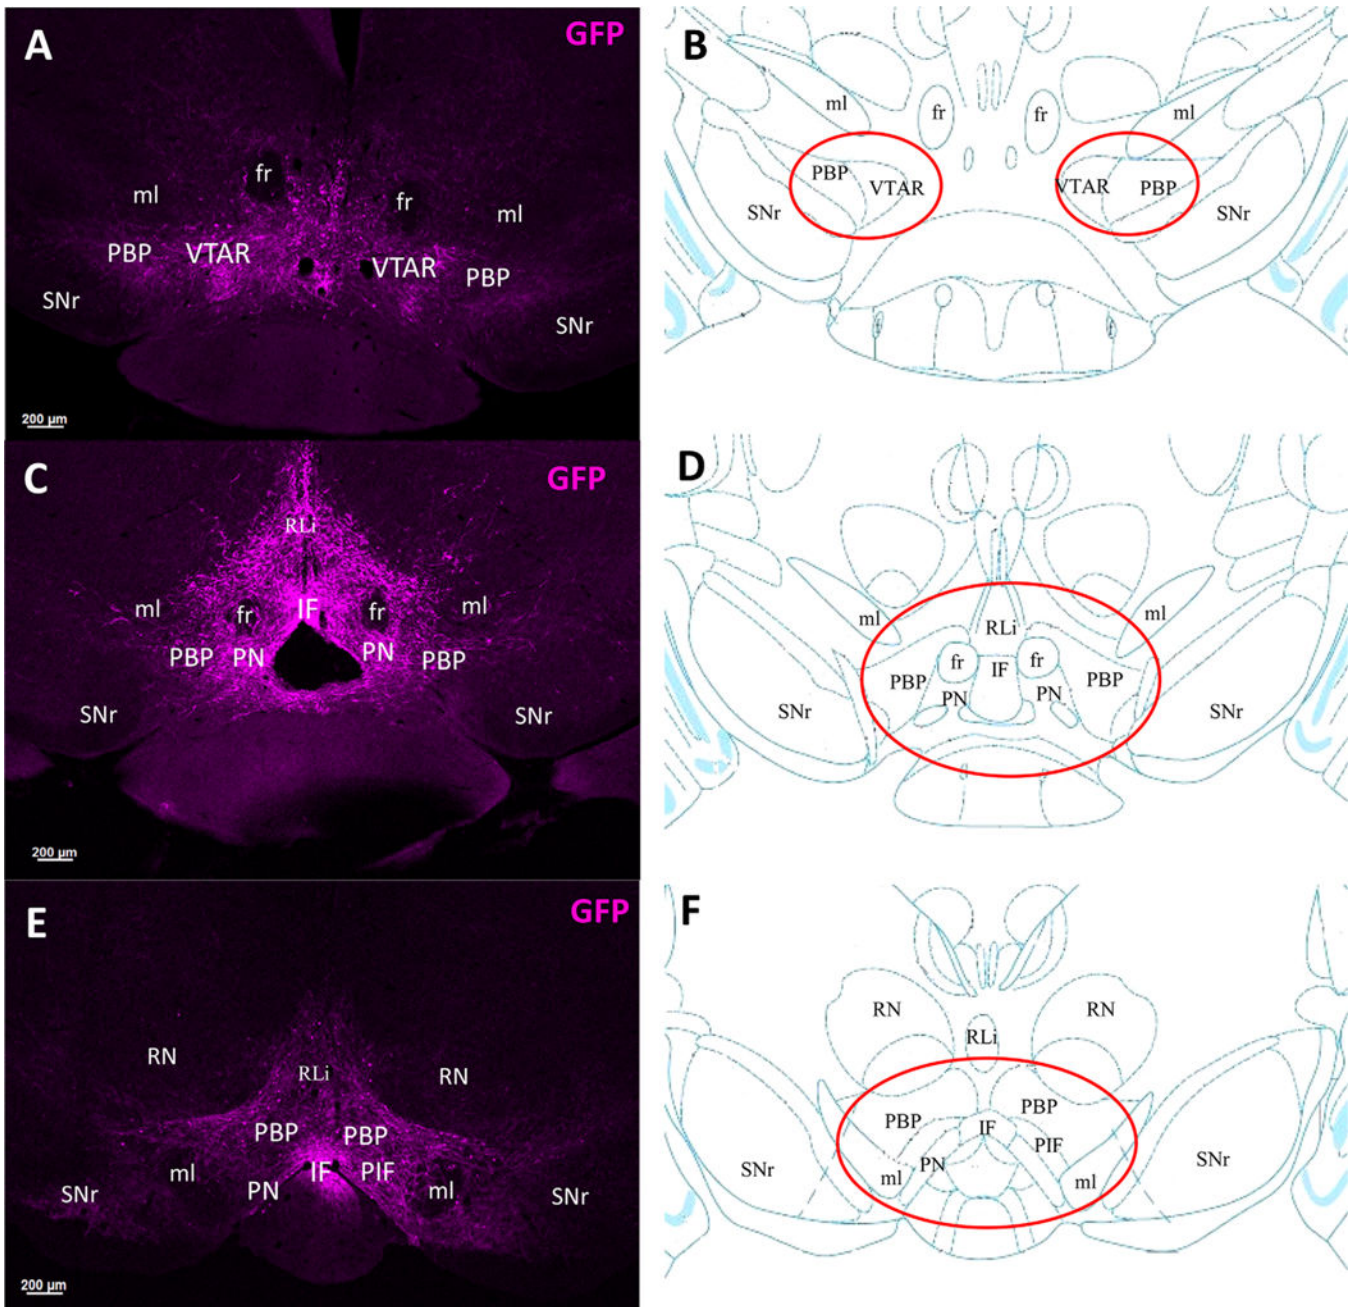 A GFP
fr
fr
ml
ml
PBP VTAR VTAR PBP
SNr
SNr
200 µm
B
ml fr fr ml
PBP VTAR VTAR PBP
SNr SNr
C GFP
RLi
ml fr IF fr ml
PBP PN PN PBP
SNr SNr
200 µm
D
ml RLi ml
fr IF fr
PBP PN PN PBP
SNr SNr
E GFP
RN RLi RN
PBP PBP
ml IF PIF ml
SNr PN SNr
200 µm
F
RN RN
RLi
PBP PBP
IF
PN PIF
SNr ml ml SNr